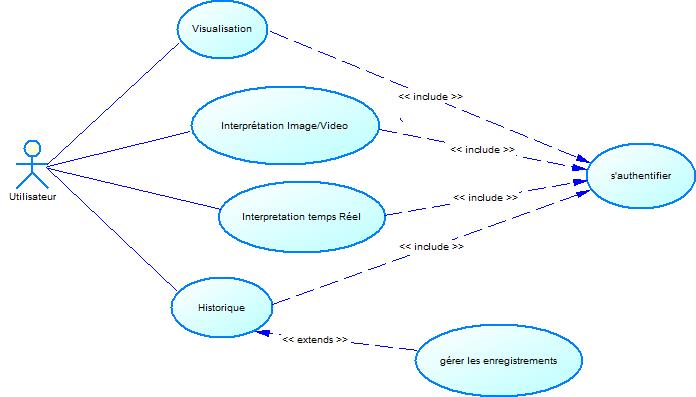 Visualisation
<< include >>
Interprétation Image/Video
<< include >>
s'authentifier
Utilisateur
<< include >>
Interpretation temps Réel
<< include >>
Historique
<< extends >>
gérer les enregistrements